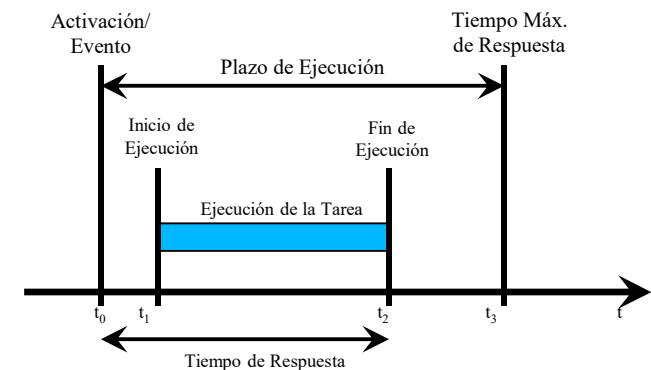 Activación/
Evento
Tiempo Máx.
de Respuesta
Plazo de Ejecución
Inicio de
Ejecución
Fin de
Ejecución
Ejecución de la Tarea
t0 t1 t2 t3 t
Tiempo de Respuesta